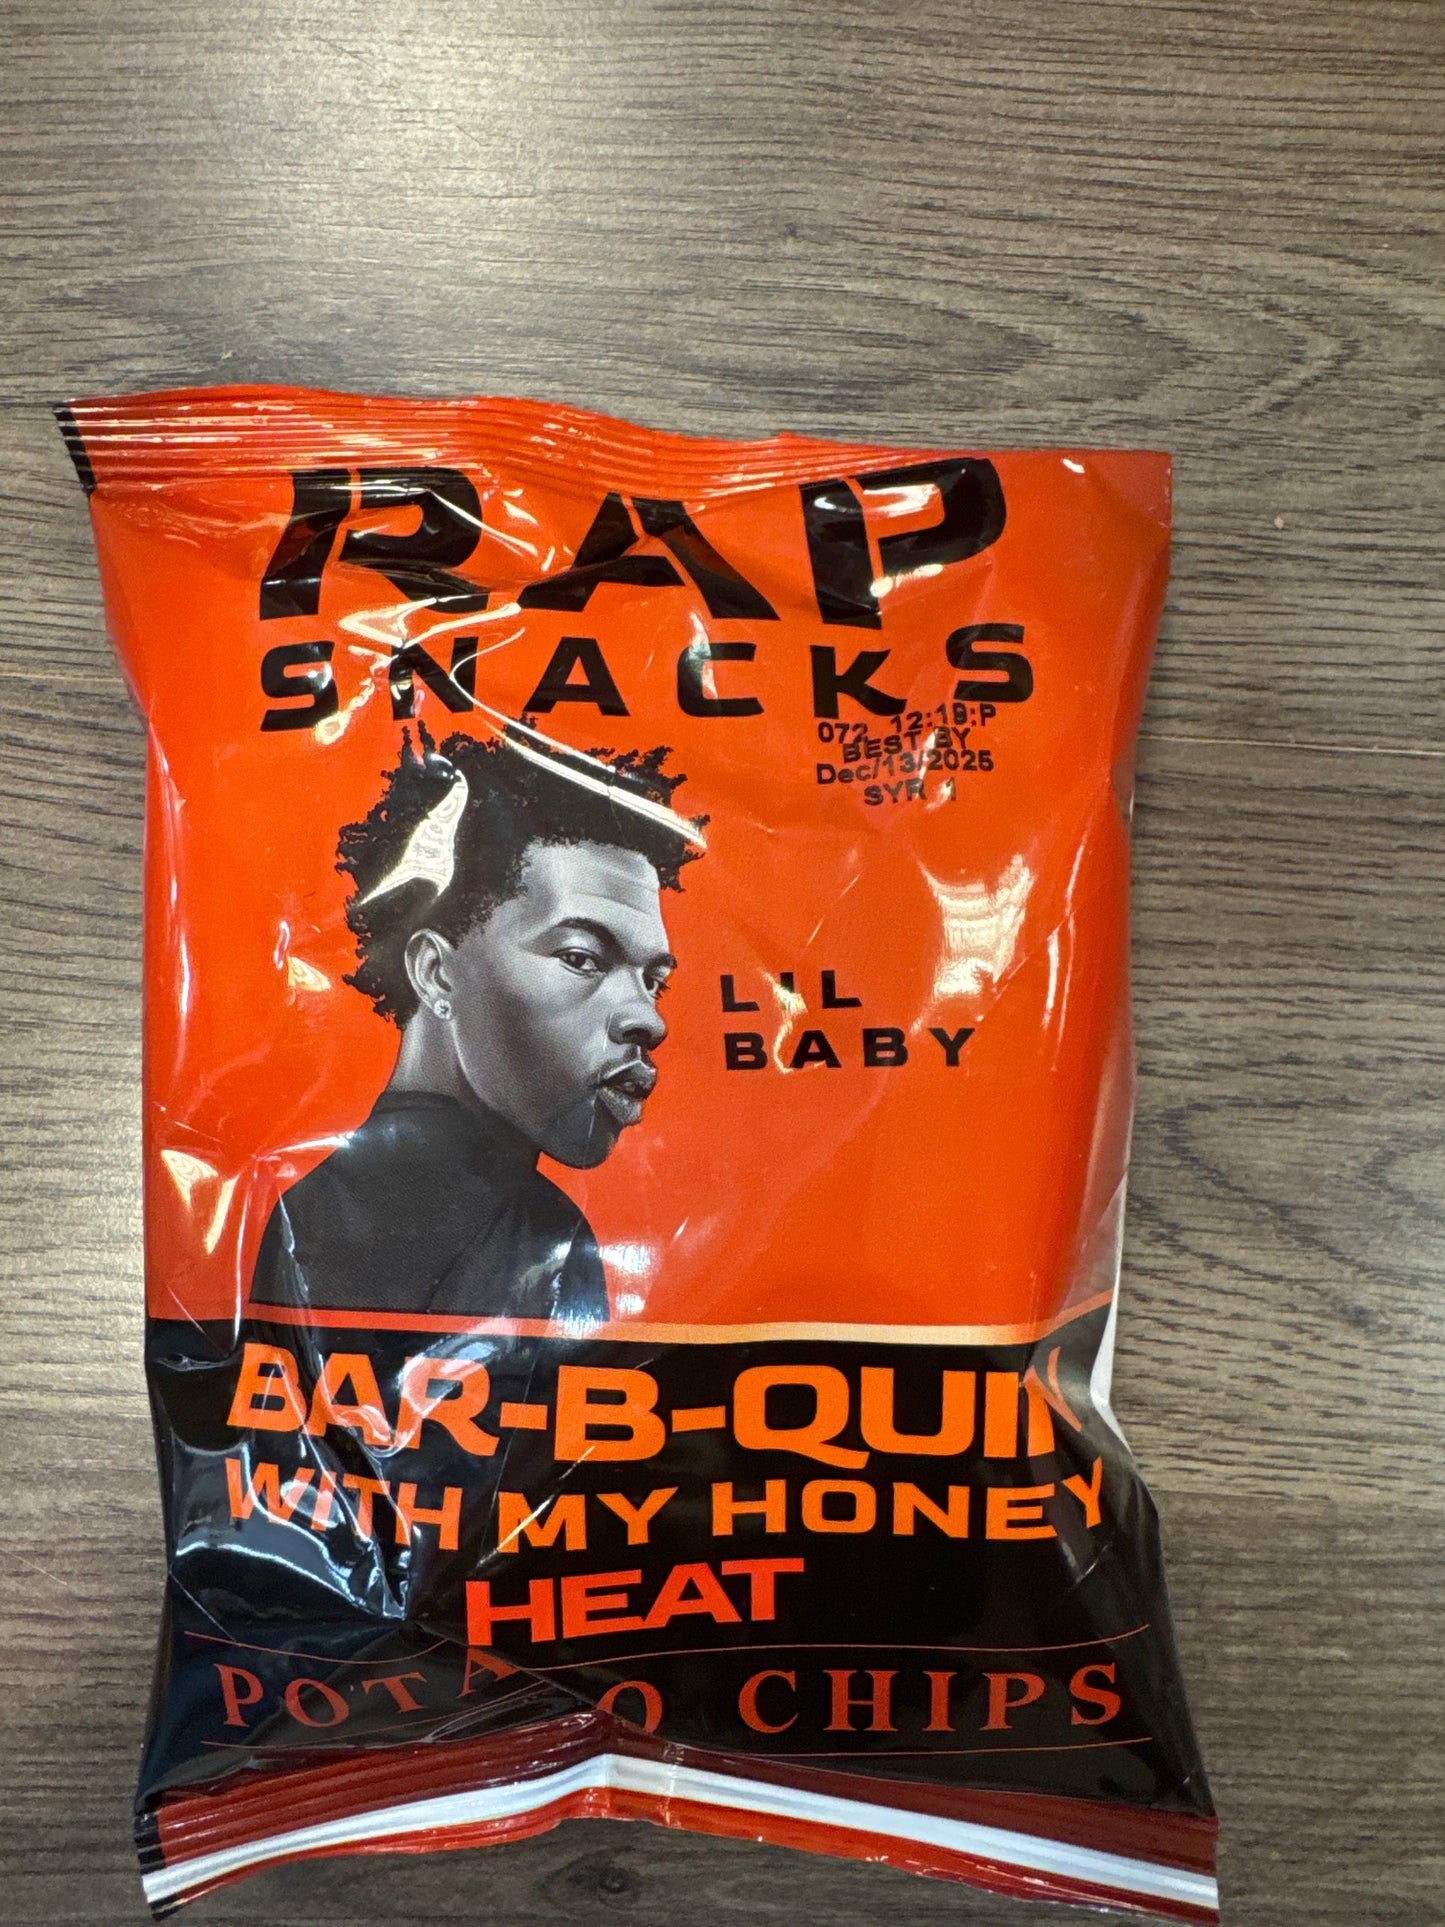 RAP
SNACKS
072 12:19:P
BEST BY
Dec/13/2025
SYR 1
LIL
BABY
BAR-B-QUIN
WITH MY HONEY
HEAT
POTATO CHIPS